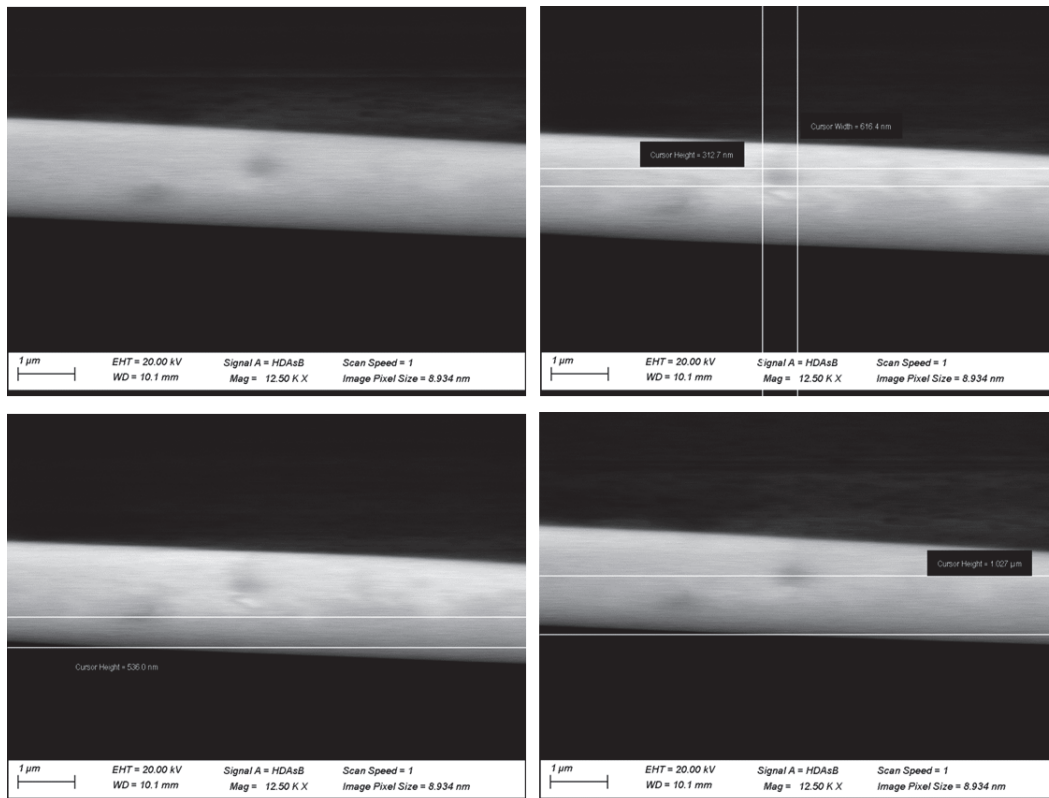 1 µm EHT = 20.00 kV Signal A = HDAsB Scan Speed = 1
WD = 10.1 mm Mag = 12.50 K X Image Pixel Size = 8.934 nm
Cursor Width = 616.4 nm
Cursor Height = 312.7 nm
1 µm EHT = 20.00 kV Signal A = HDAsB Scan Speed = 1
WD = 10.1 mm Mag = 12.50 K X Image Pixel Size = 8.934 nm
Cursor Height = 536.0 nm
1 µm EHT = 20.00 kV Signal A = HDAsB Scan Speed = 1
WD = 10.1 mm Mag = 12.50 K X Image Pixel Size = 8.934 nm
Cursor Height = 1.027 µm
1 µm EHT = 20.00 kV Signal A = HDAsB Scan Speed = 1
WD = 10.1 mm Mag = 12.50 K X Image Pixel Size = 8.934 nm